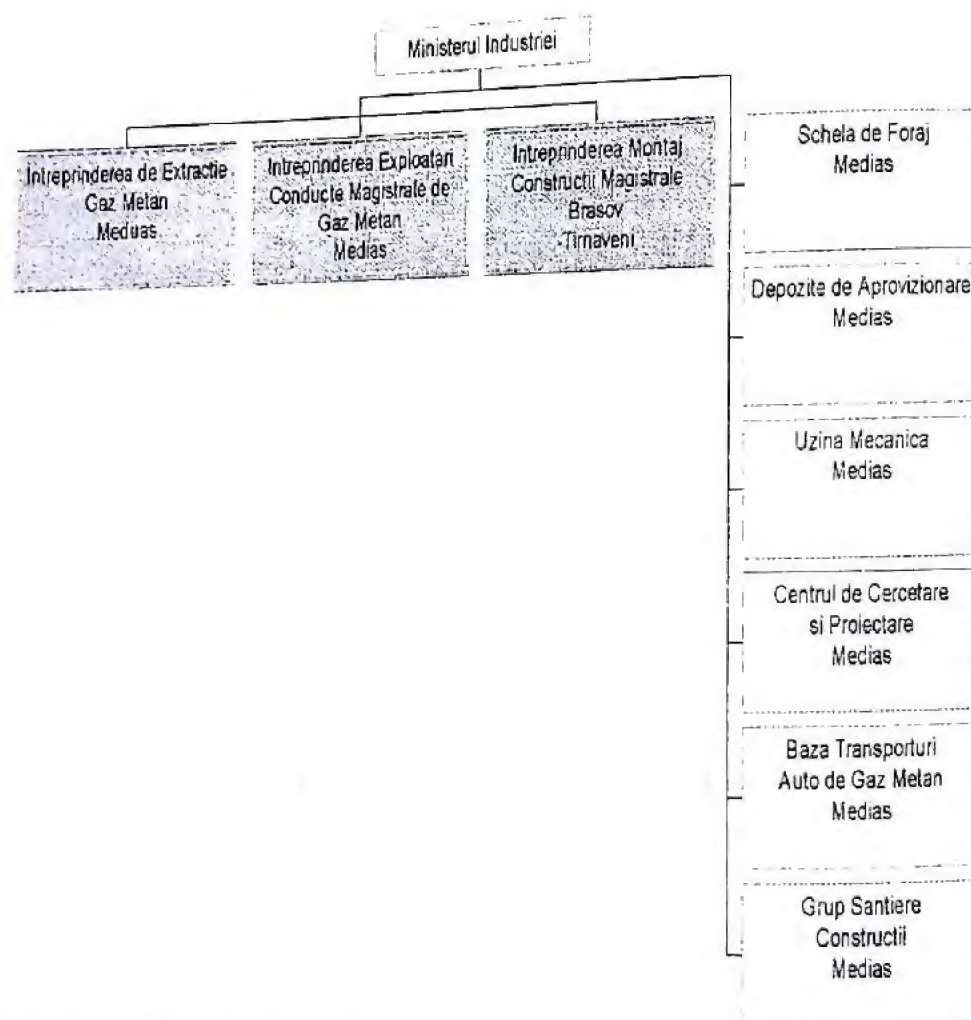 Ministerul Industriei
Intreprinderea de Extractie
Gaz Metan
Meduas
Intreprinderea Exploatari
Conducte Magistrale de
Gaz Metan
Medias
Intreprinderea Montaj
Constructii Magistrale
Brasov
-Tirnaveni
Schela de Foraj
Medias
Depozite de Aprovizionare
Medias
Uzina Mecanica
Medias
Centrul de Cercetare
si Proiectare
Medias
Baza Transporturi
Auto de Gaz Metan
Medias
Grup Santiere
Constructii
Medias